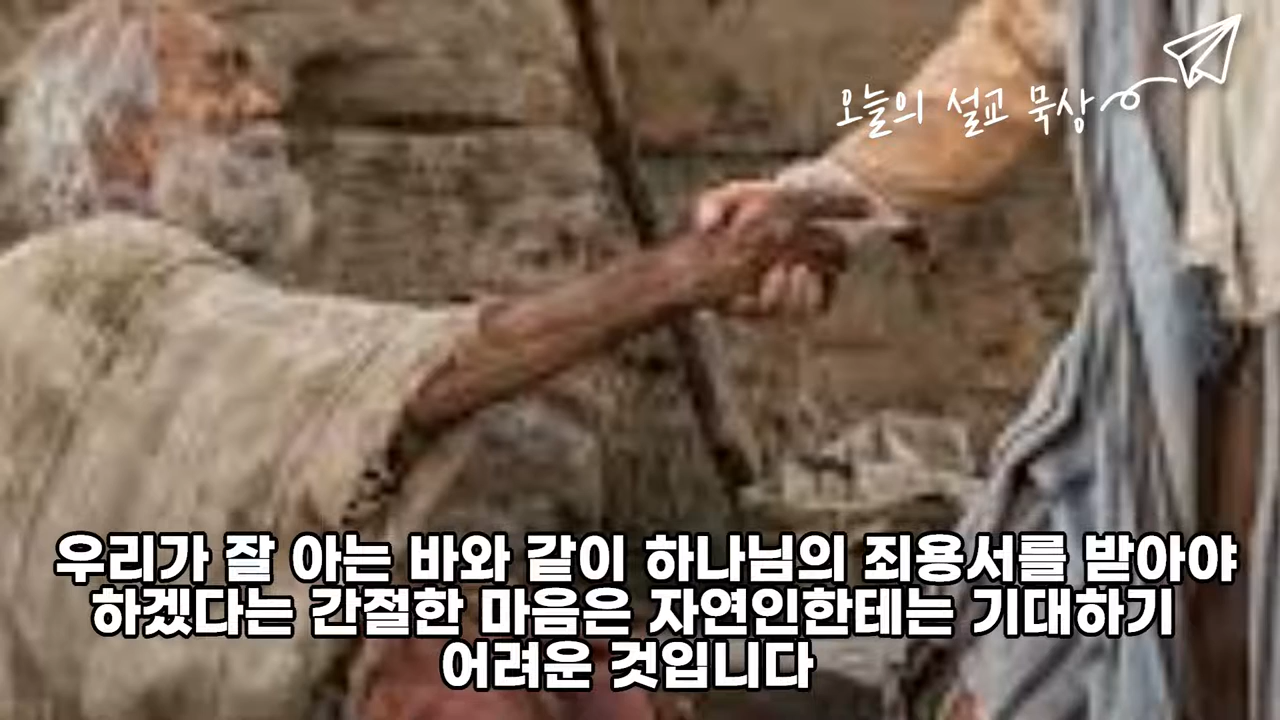 오늘의 설교 묵상
우리가 잘 아는 바와 같이 하나님의 죄용서를 받아야
하겠다는 간절한 마음은 자연인한테는 기대하기
어려운 것입니다